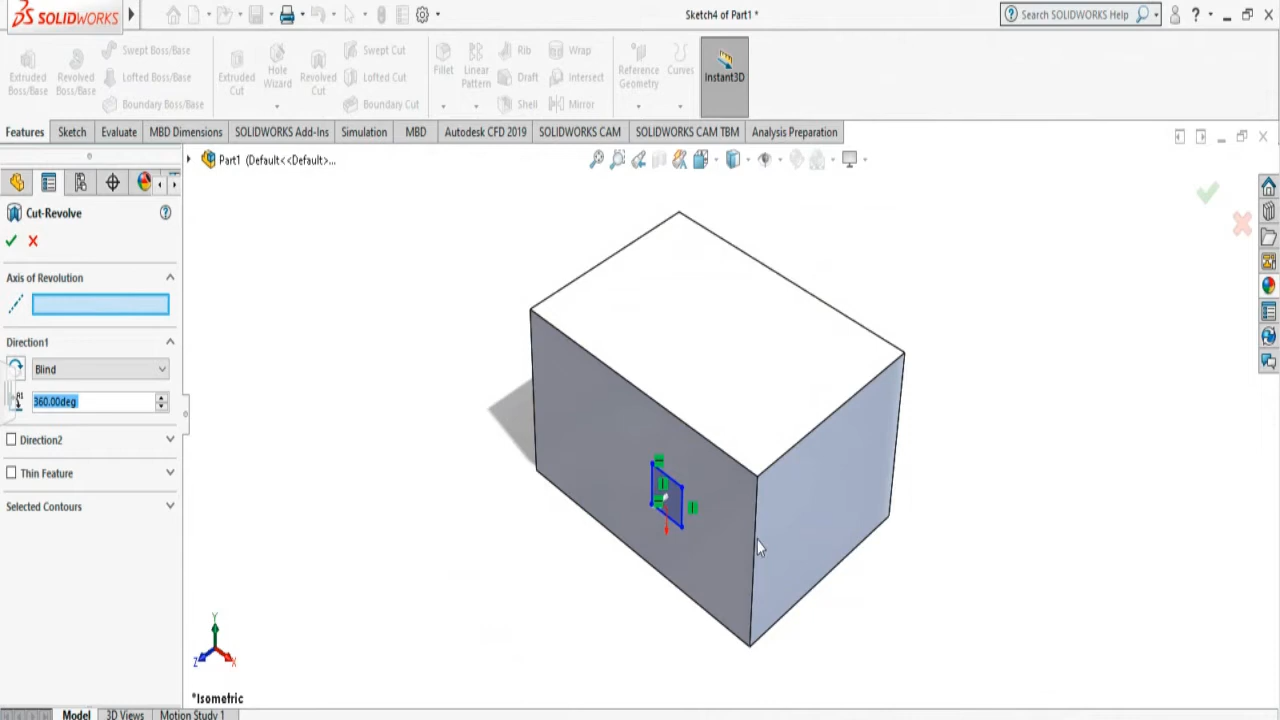 SOLIDWORKS
Sketch4 of Part1 *
Search SOLIDWORKS Help
?
Extruded Boss/Base
Revolved Boss/Base
Swept Boss/Base
Lofted Boss/Base
Boundary Boss/Base
Extruded Cut
Hole Wizard
Revolved Cut
Swept Cut
Lofted Cut
Boundary Cut
Fillet
Linear Pattern
Rib
Draft
Shell
Wrap
Intersect
Mirror
Reference Geometry
Curves
Instant3D
Features
Sketch
Evaluate
MBD Dimensions
SOLIDWORKS Add-Ins
Simulation
MBD
Autodesk CFD 2019
SOLIDWORKS CAM
SOLIDWORKS CAM TBM
Analysis Preparation
Part1 (Default<<Default>...
Cut-Revolve
Axis of Revolution
Direction1
Blind
360.00deg
Direction2
Thin Feature
Selected Contours
Y
Z
X
*Isometric
Model
3D Views
Motion Study 1